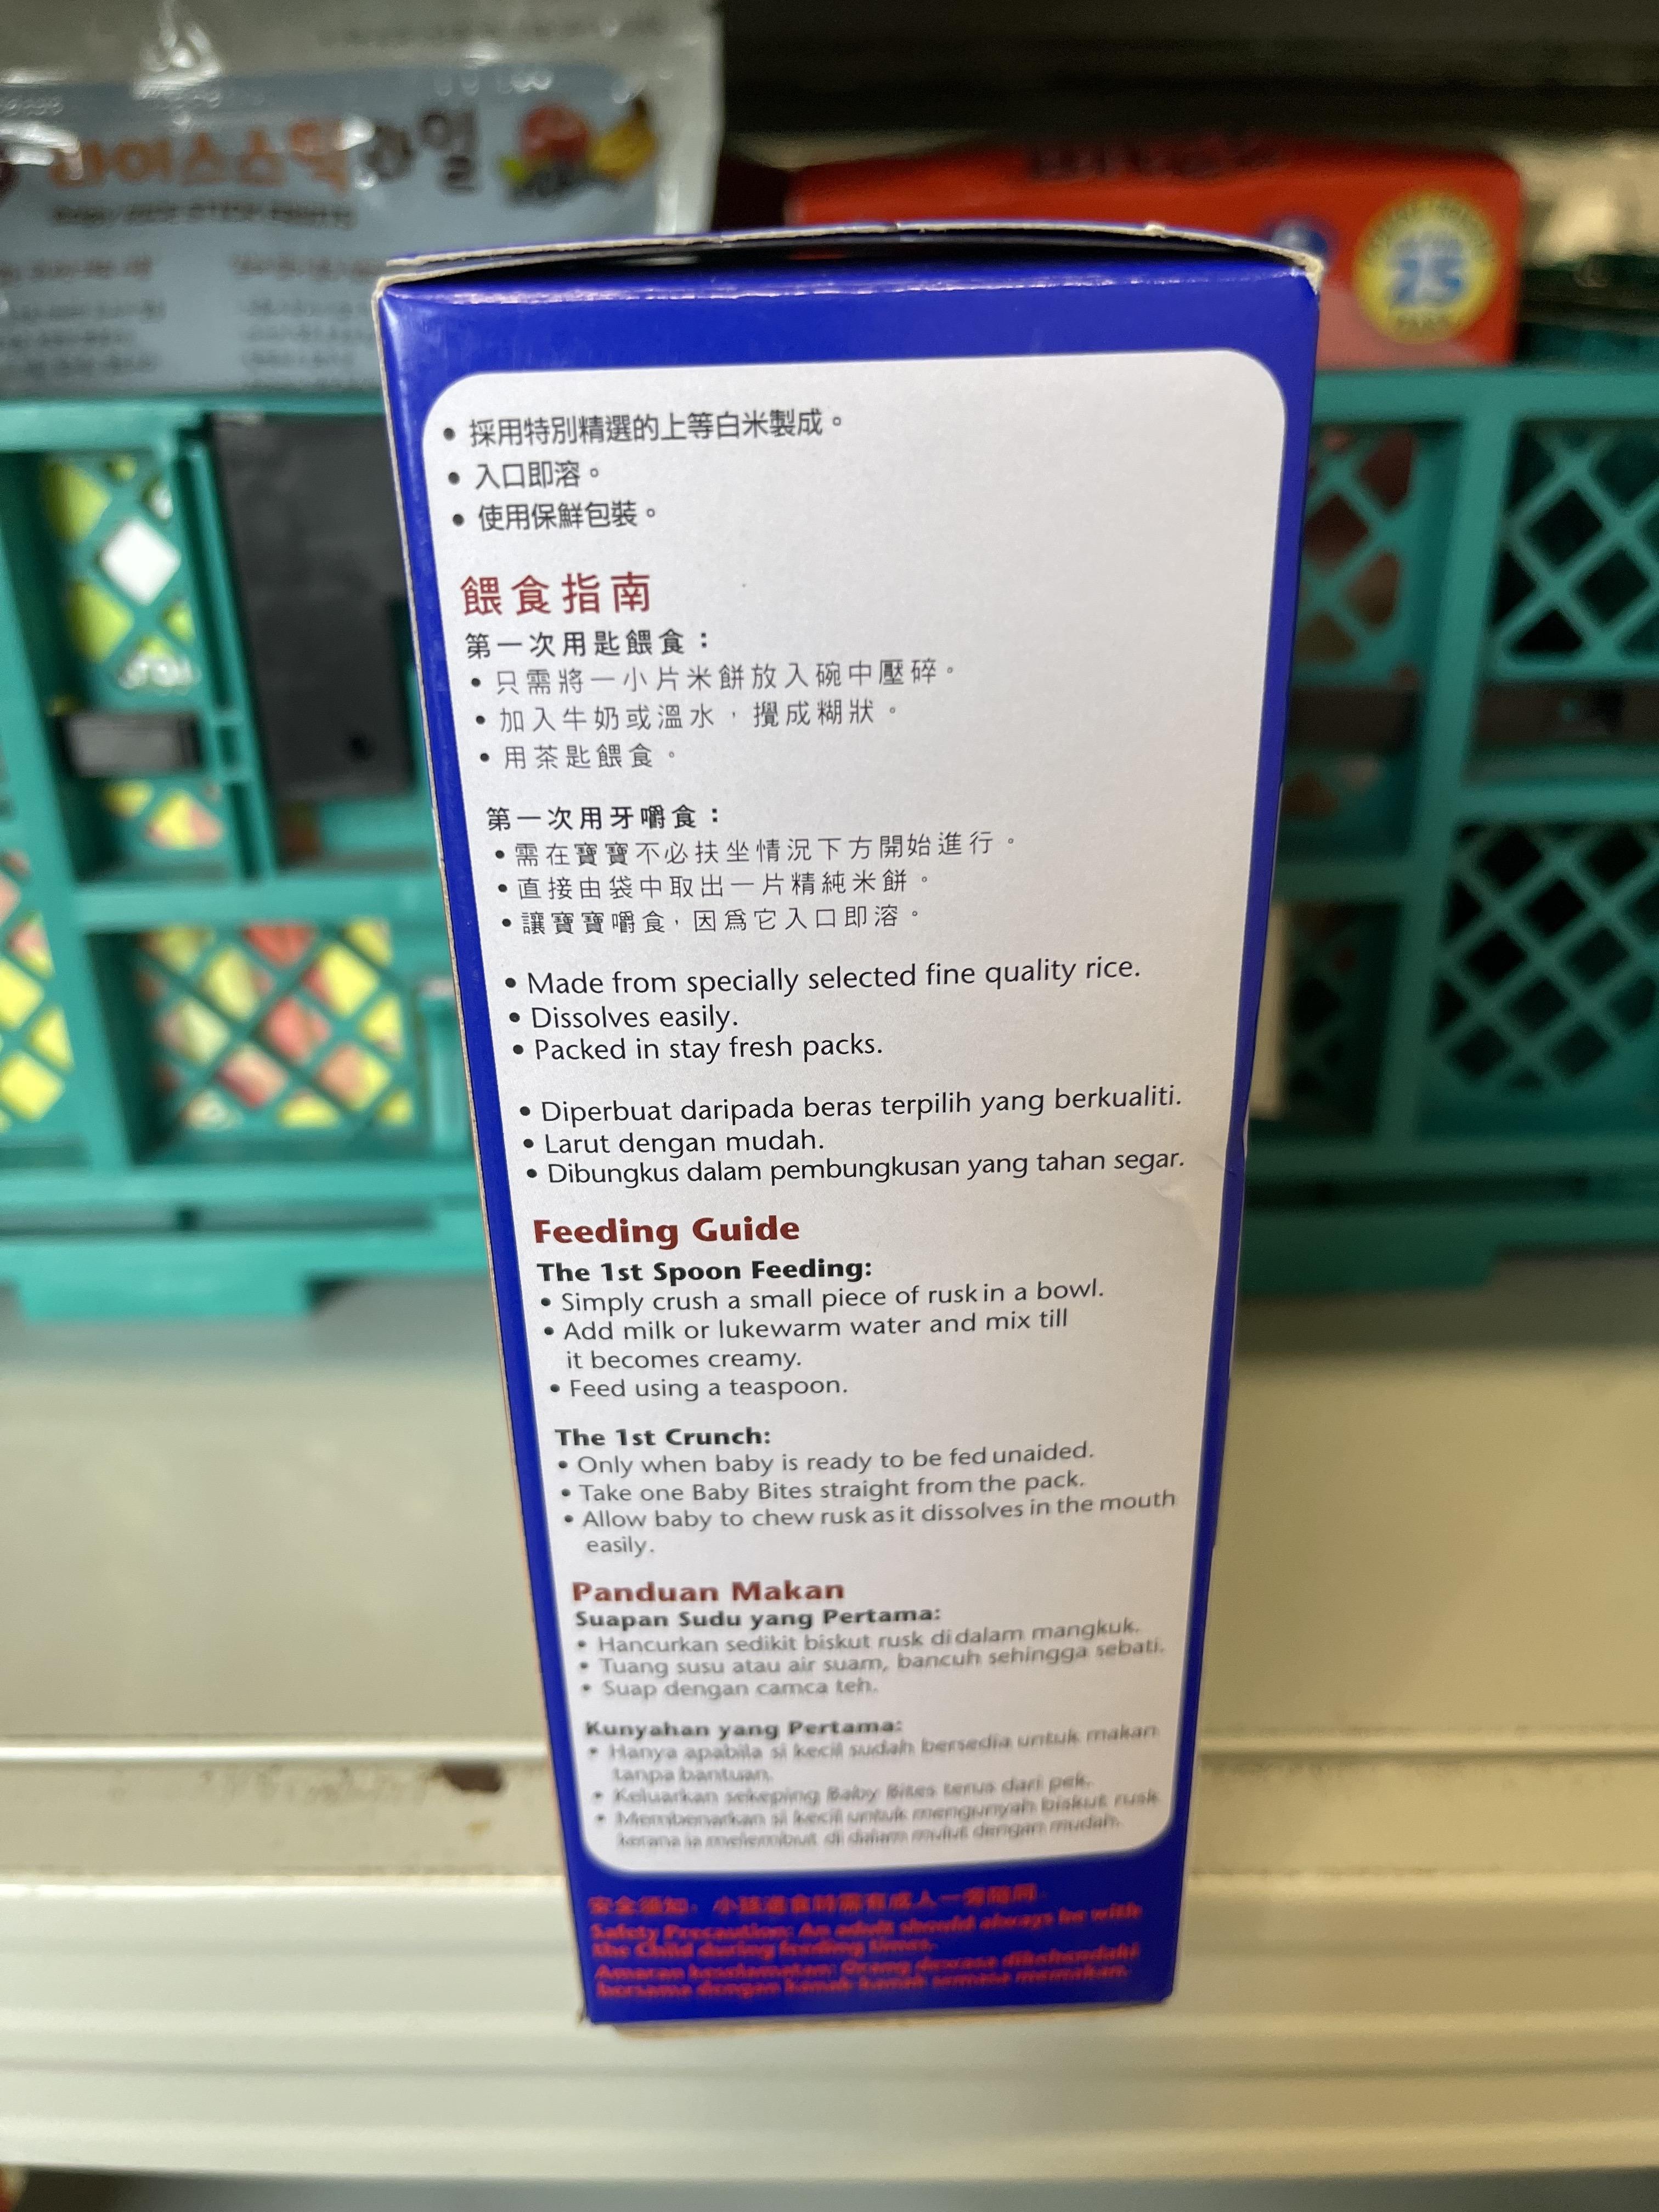 라이스스틱과일
25
• 採用特別精選的上等白米製成。
• 入口即溶。
• 使用保鮮包裝。
餵食指南
第一次用匙餵食：
• 只需將一小片米餅放入碗中壓碎。
• 加入牛奶或溫水，攪成糊狀。
• 用茶匙餵食。
第一次用牙嚼食：
• 需在寶寶不必扶坐情況下方開始進行。
• 直接由袋中取出一片精純米餅。
• 讓寶寶嚼食，因爲它入口即溶。
• Made from specially selected fine quality rice.
• Dissolves easily.
• Packed in stay fresh packs.
• Diperbuat daripada beras terpilih yang berkualiti.
• Larut dengan mudah.
• Dibungkus dalam pembungkusan yang tahan segar.
Feeding Guide
The 1st Spoon Feeding:
• Simply crush a small piece of rusk in a bowl.
• Add milk or lukewarm water and mix till
it becomes creamy.
• Feed using a teaspoon.
The 1st Crunch:
• Only when baby is ready to be fed unaided.
• Take one Baby Bites straight from the pack.
• Allow baby to chew rusk as it dissolves in the mouth
easily.
Panduan Makan
Suapan Sudu yang Pertama:
• Hancurkan sedikit biskut rusk di dalam mangkuk.
• Tuang susu atau air suam, bancuh sehingga sebati.
• Suap dengan camca teh.
Kunyahan yang Pertama:
• Hanya apabila si kecil sudah bersedia untuk makan
tanpa bantuan.
• Keluarkan sekeping Baby Bites terus dari pek.
• Membenarkan si kecil untuk mengunyah biskut rusk
kerana ia melembut di dalam mulut dengan mudah.
安全須知：小孩進食時需有成人一旁陪同
Safety Precaution: An adult should always be with
the Child during feeding times.
Amaran keselamatan: Orang dewasa dikehendaki
bersama dengan kanak-kanak semasa memakan.